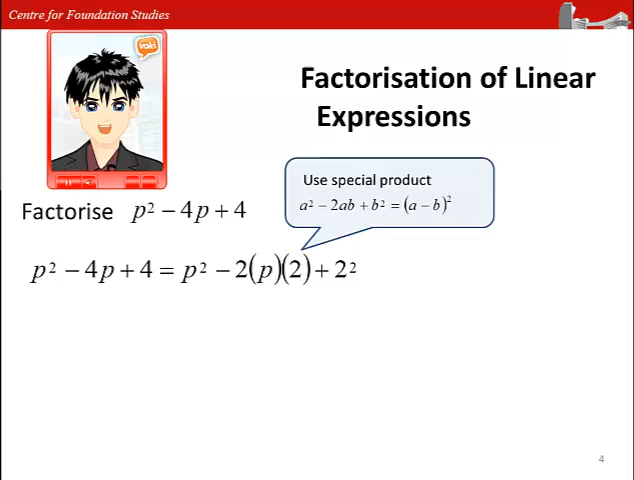 Centre for Foundation Studies
voki
Factorisation of Linear
Expressions
Use special product
a² − 2ab + b² = (a − b)²
Factorise p² − 4p + 4
p² − 4p + 4 = p² − 2(p)(2) + 2²
4